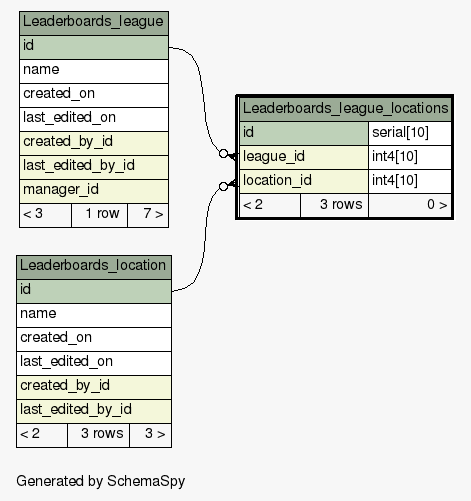 Leaderboards_league
id
name
created_on
last_edited_on
created_by_id
last_edited_by_id
manager_id
< 3 1 row 7 >
Leaderboards_league_locations
id serial[10]
league_id int4[10]
location_id int4[10]
< 2 3 rows 0 >
Leaderboards_location
id
name
created_on
last_edited_on
created_by_id
last_edited_by_id
< 2 3 rows 3 >
Generated by SchemaSpy